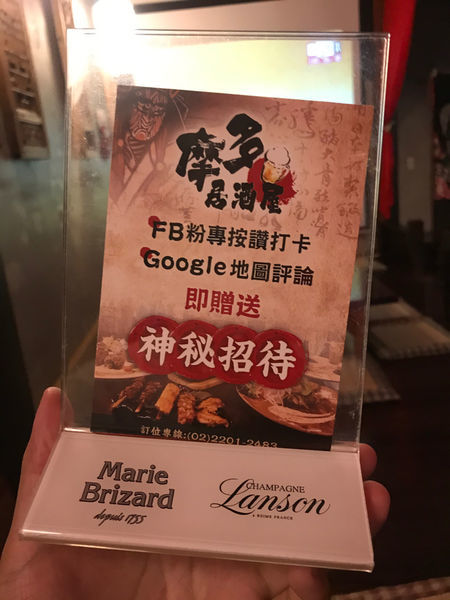 摩多
居酒屋
FB粉專按讚打卡
Google地圖評論
即贈送
神秘招待
訂位專線:(02)2201-2483
Marie
Brizard
depuis 1755
CHAMPAGNE
Lanson
A REIMS FRANCE